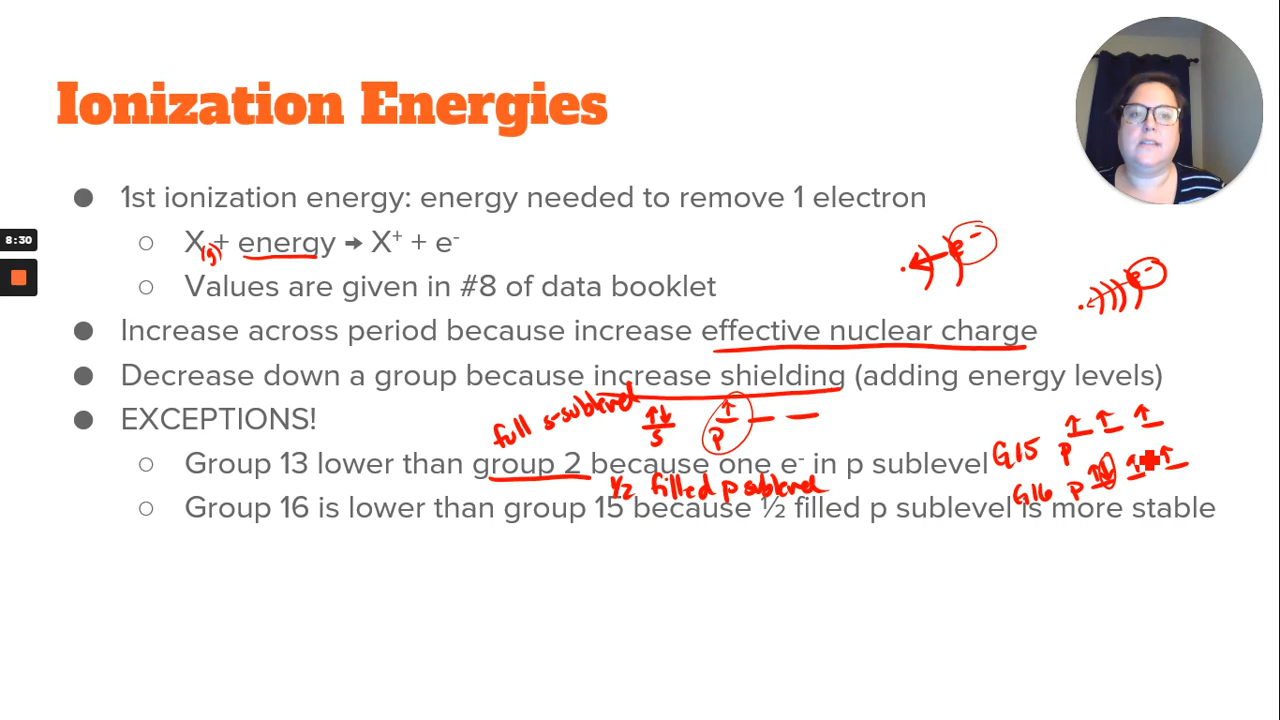 Ionization Energies
● 1st ionization energy: energy needed to remove 1 electron
○ X(g) + energy → X⁺ + e⁻
8:30
e⁻
○ Values are given in #8 of data booklet
e⁻
● Increase across period because increase effective nuclear charge
● Decrease down a group because increase shielding (adding energy levels)
● EXCEPTIONS!
full s-sublevel
↑↓ ↑
s p
G15 p ↑ ↑ ↑
○ Group 13 lower than group 2 because one e⁻ in p sublevel
½ filled p sublevel
G16 p ↑↓ ↑ ↑
○ Group 16 is lower than group 15 because ½ filled p sublevel is more stable